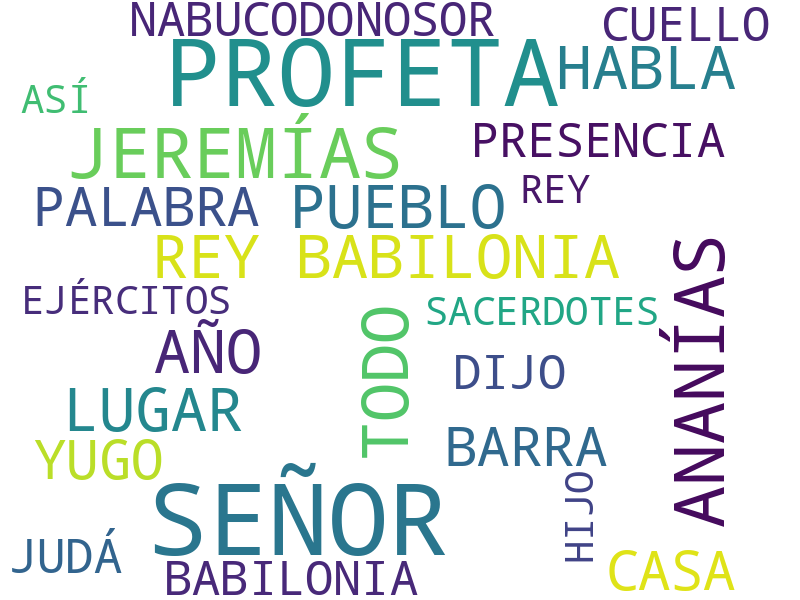 NABUCODONOSOR
CUELLO
PROFETA
HABLA
ASÍ
JEREMÍAS
PRESENCIA
PALABRA
PUEBLO
REY
REY BABILONIA
ANANÍAS
EJÉRCITOS
SACERDOTES
AÑO
TODO
DIJO
LUGAR
YUGO
BARRA
SEÑOR
HIJO
JUDÁ
BABILONIA
CASA